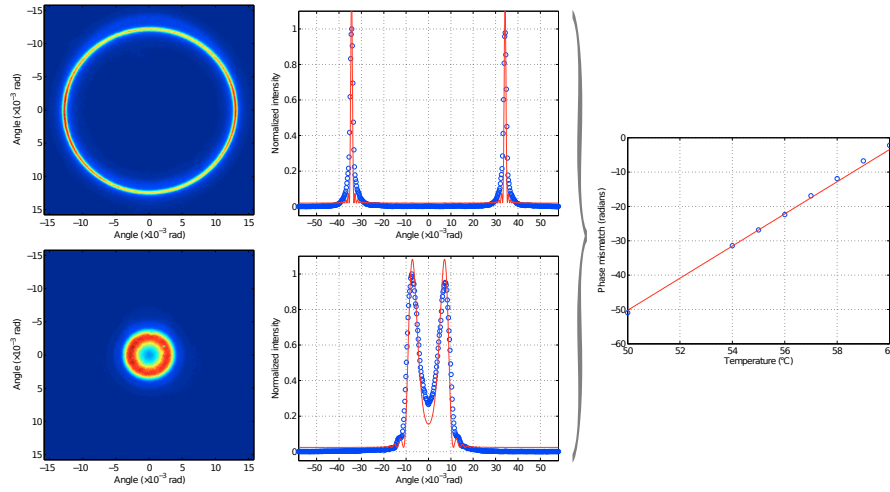 −15
−10
−5
0
5
10
15
Angle (×10⁻³ rad)
−15 −10 −5 0 5 10 15
Angle (×10⁻³ rad)
1
0.8
0.6
0.4
0.2
0
Normalized intensity
−50 −40 −30 −20 −10 0 10 20 30 40 50
Angle (×10⁻³ rad)
−15
−10
−5
0
5
10
15
Angle (×10⁻³ rad)
−15 −10 −5 0 5 10 15
Angle (×10⁻³ rad)
1
0.8
0.6
0.4
0.2
0
Normalized intensity
−50 −40 −30 −20 −10 0 10 20 30 40 50
Angle (×10⁻³ rad)
0
−10
−20
−30
−40
−50
−60
Phase mismatch (radians)
50 52 54 56 58
Temperature (°C)